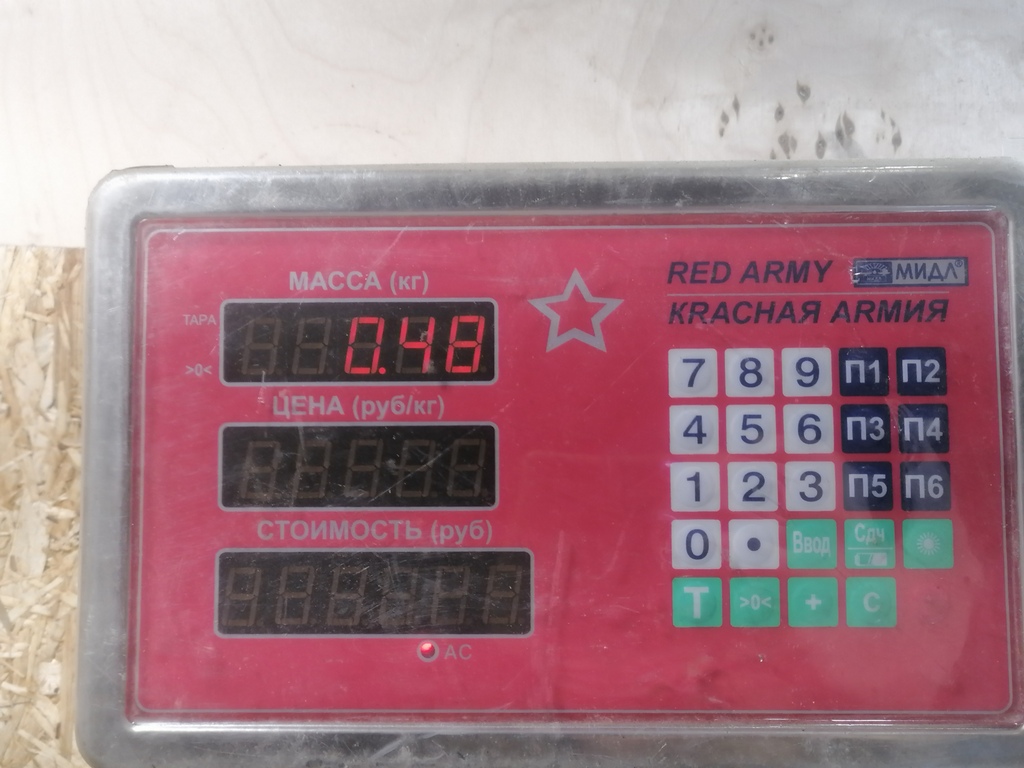 МАССА (кг)
ТАРА
0.48
>0<
ЦЕНА (руб/кг)
СТОИМОСТЬ (руб)
AC
RED ARMY МИДЛ®
КRАСНАЯ АRМИЯ
7 8 9 П1 П2
4 5 6 П3 П4
1 2 3 П5 П6
0 • Ввод Сдч
T >0< + C